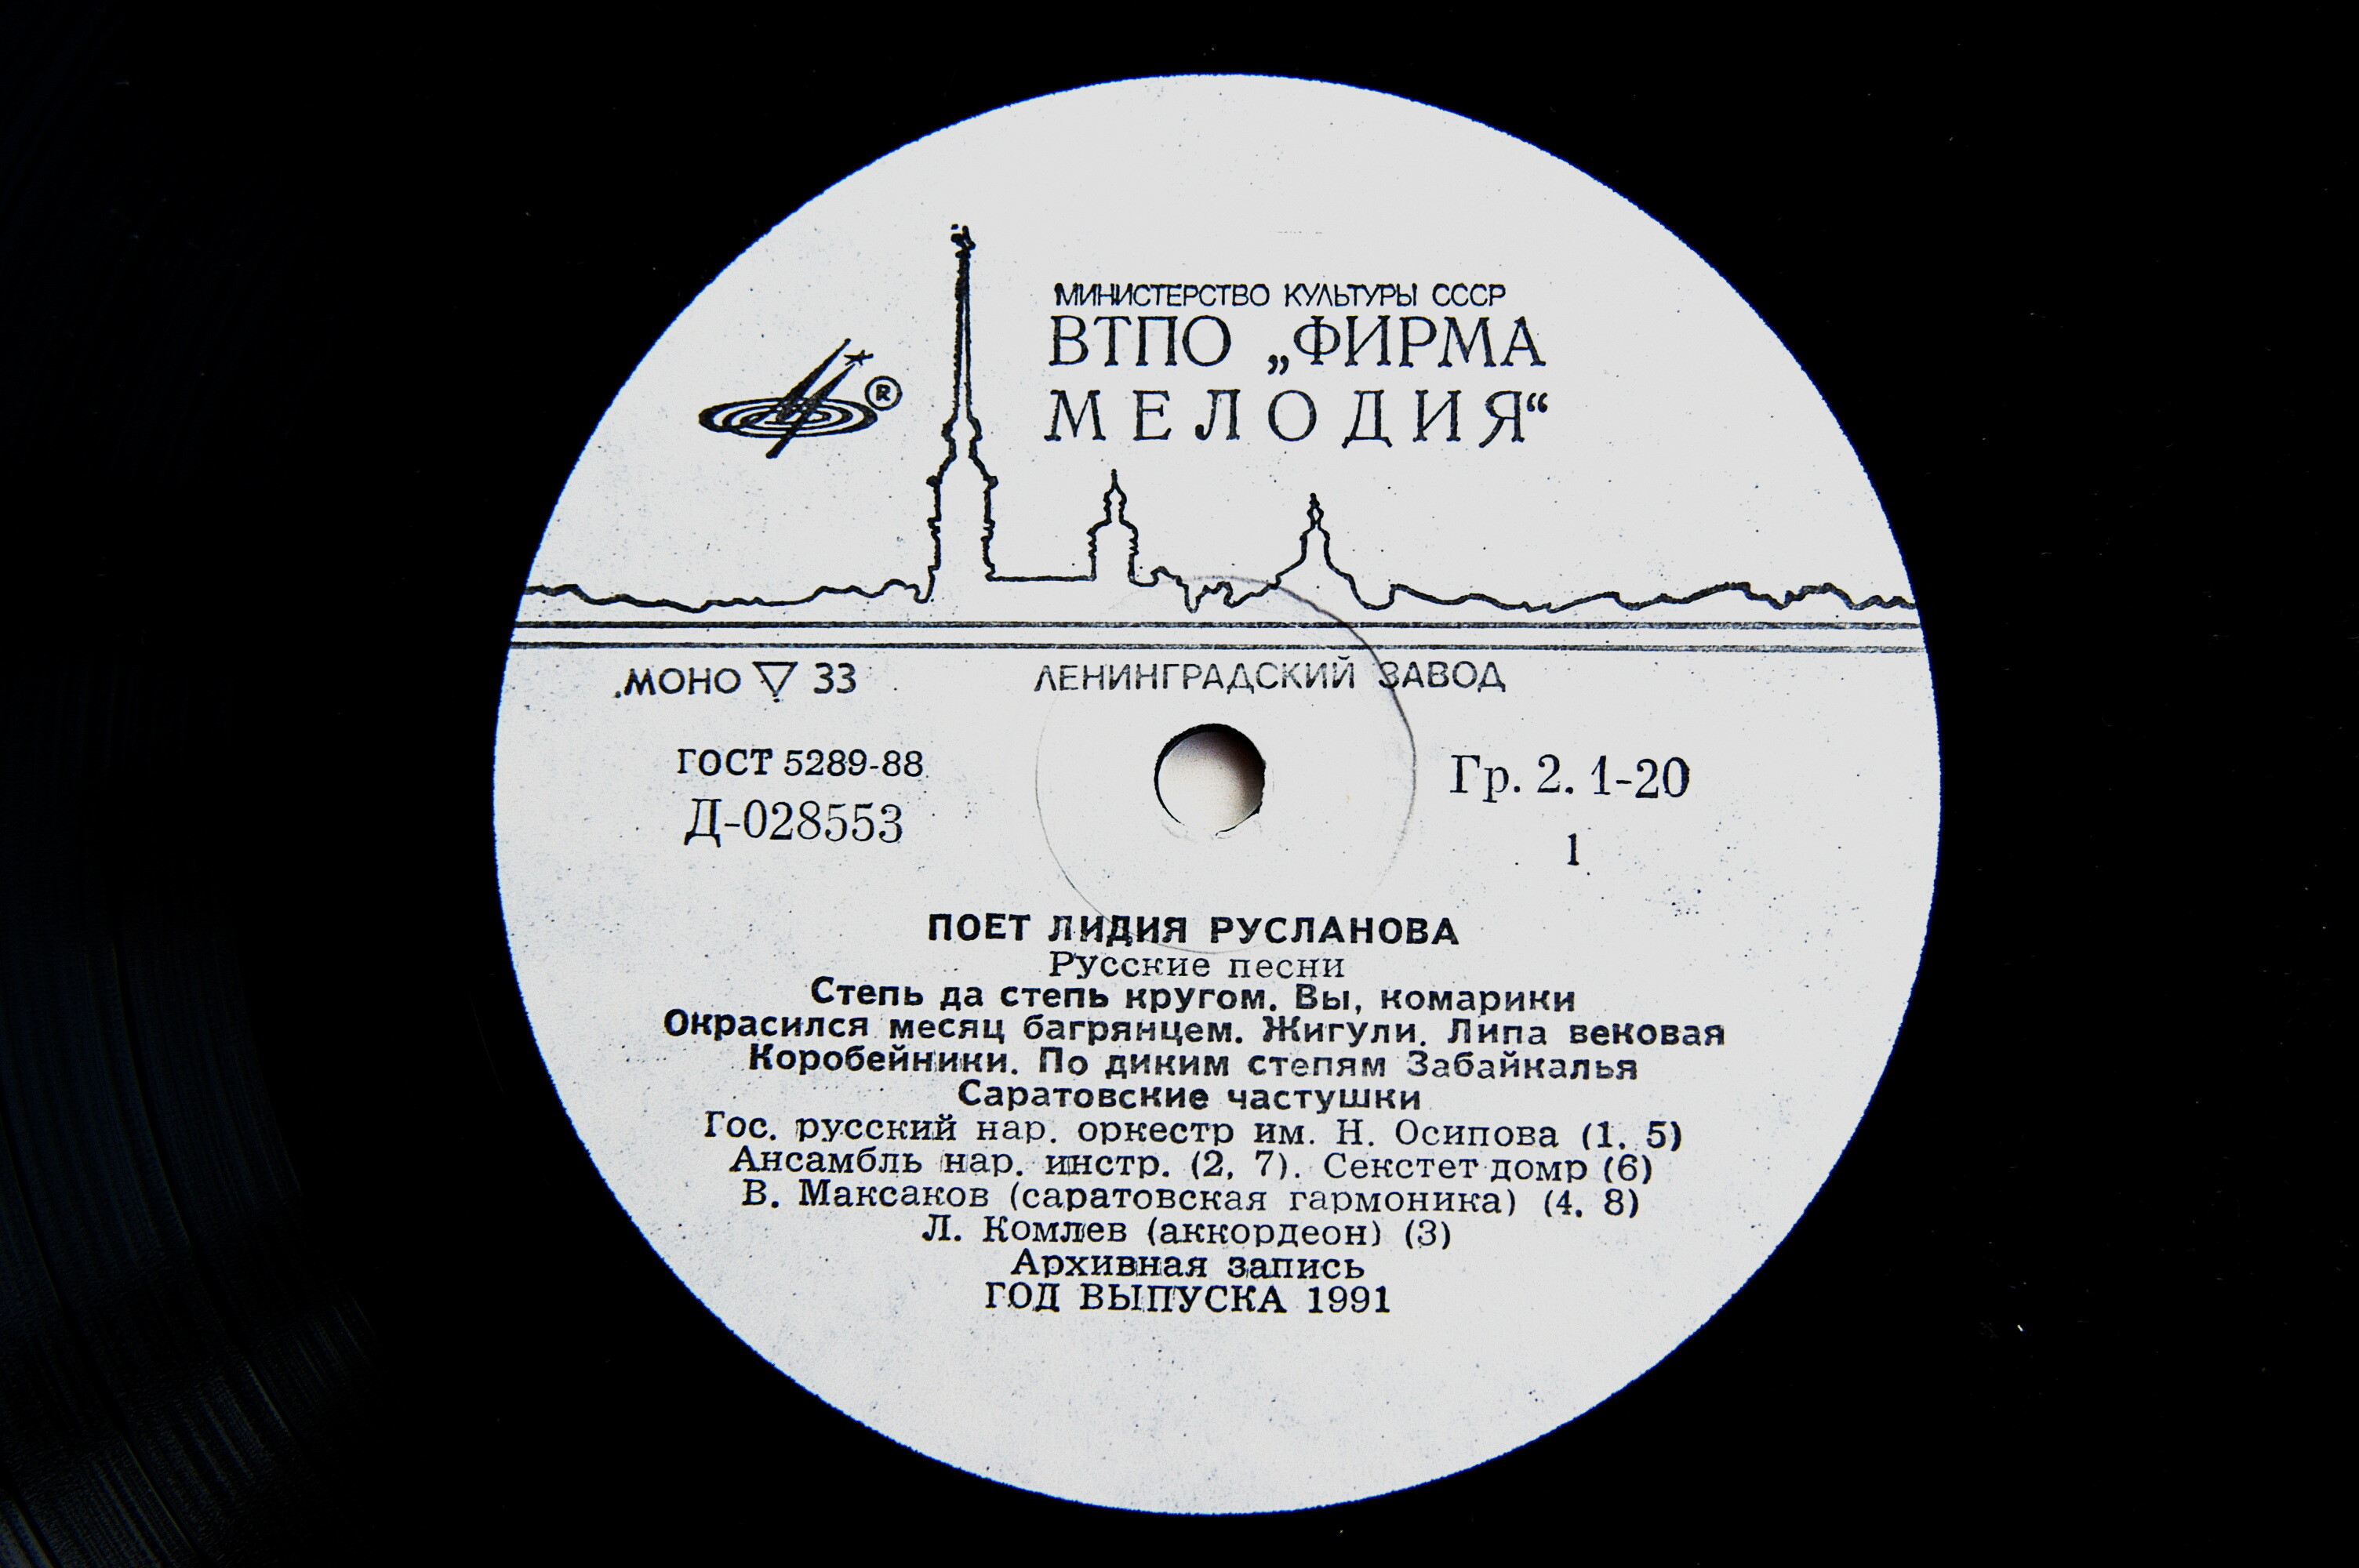 МИНИСТЕРСТВО КУЛЬТУРЫ СССР
ВТПО „ФИРМА
МЕЛОДИЯ“
®
МОНО ▽ 33
ЛЕНИНГРАДСКИЙ ЗАВОД
ГОСТ 5289-88
Д-028553
Гр. 2. 1-20
1
ПОЕТ ЛИДИЯ РУСЛАНОВА
Русские песни
Степь да степь кругом. Вы, комарики
Окрасился месяц багрянцем. Жигули. Липа вековая
Коробейники. По диким степям Забайкалья
Саратовские частушки
Гос. русский нар. оркестр им. Н. Осипова (1, 5)
Ансамбль нар. инстр. (2, 7). Секстет домр (6)
В. Максаков (саратовская гармоника) (4, 8)
Л. Комлев (аккордеон) (3)
Архивная запись
ГОД ВЫПУСКА 1991